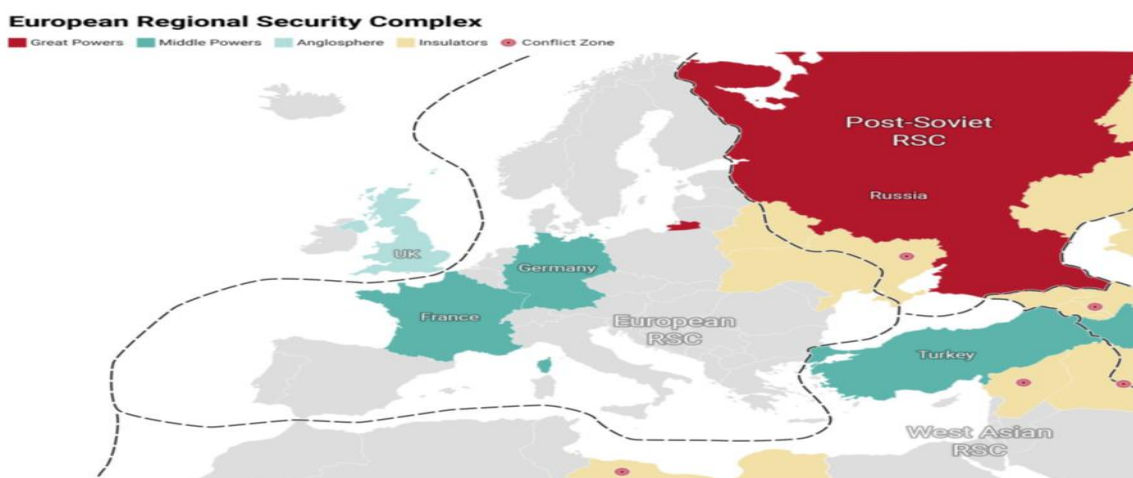 European Regional Security Complex
Great Powers Middle Powers Anglosphere Insulators Conflict Zone
Post-Soviet
RSC
Russia
UK
Germany
France
European
RSC
Turkey
West Asian
RSC